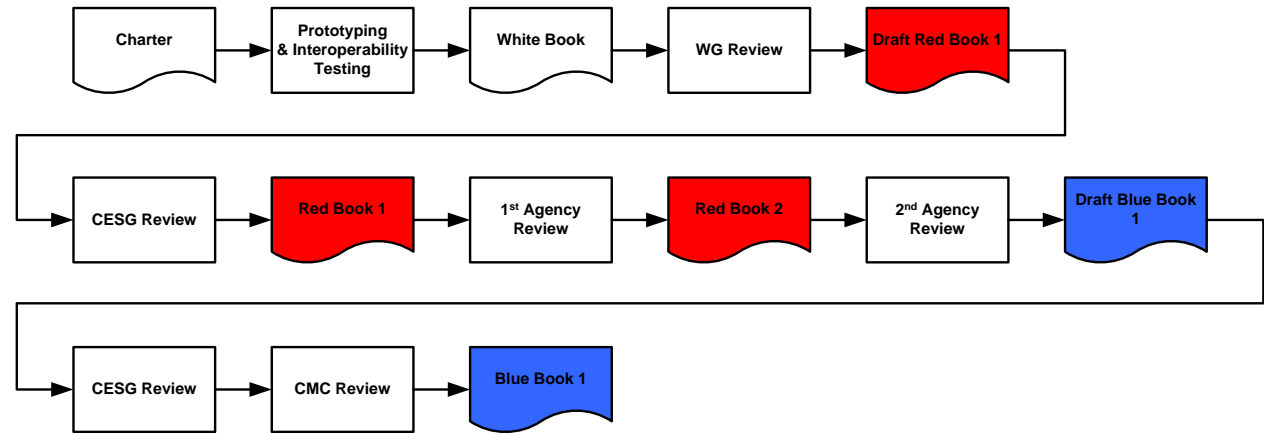 Charter
Prototyping
& Interoperability
Testing
White Book
WG Review
Draft Red Book 1
CESG Review
Red Book 1
1st Agency
Review
Red Book 2
2nd Agency
Review
Draft Blue Book
1
CESG Review
CMC Review
Blue Book 1